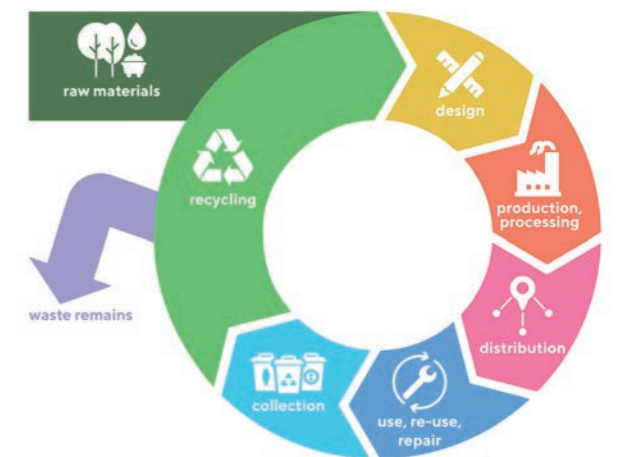 raw materials
design
production,
processing
distribution
use, re-use,
repair
collection
recycling
waste remains